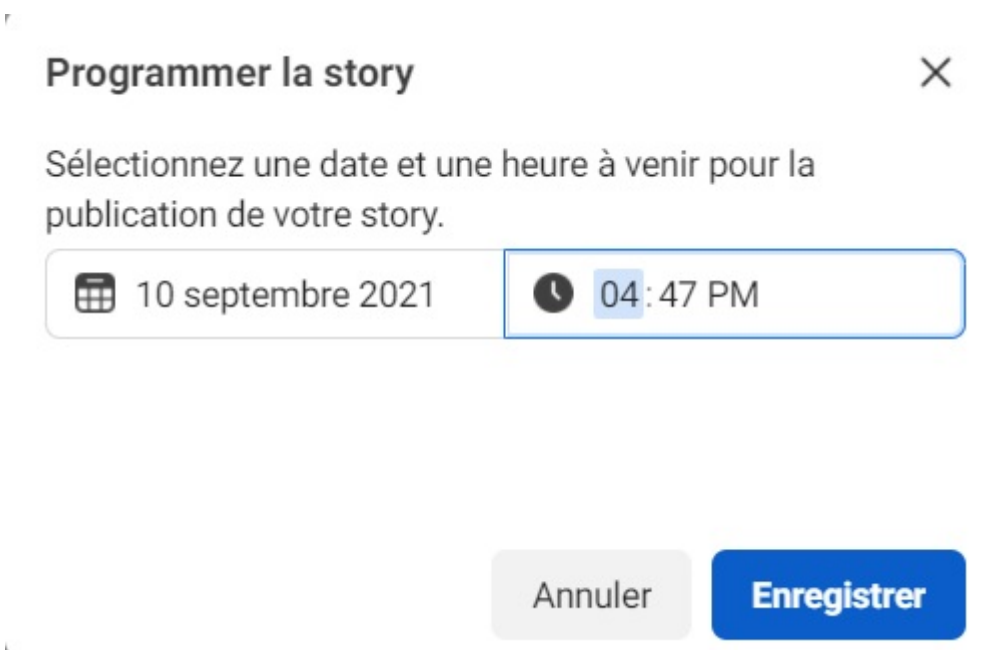 Programmer la story
Sélectionnez une date et une heure à venir pour la
publication de votre story.
10 septembre 2021 04:47 PM
Annuler Enregistrer